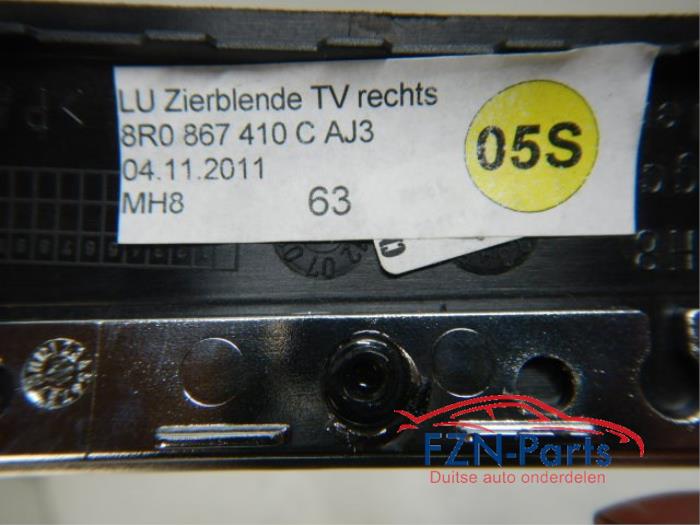 LU Zierblende TV rechts
8R0 867 410 C AJ3
04.11.2011
MH8 63
05S
FZN-Parts
Duitse auto onderdelen